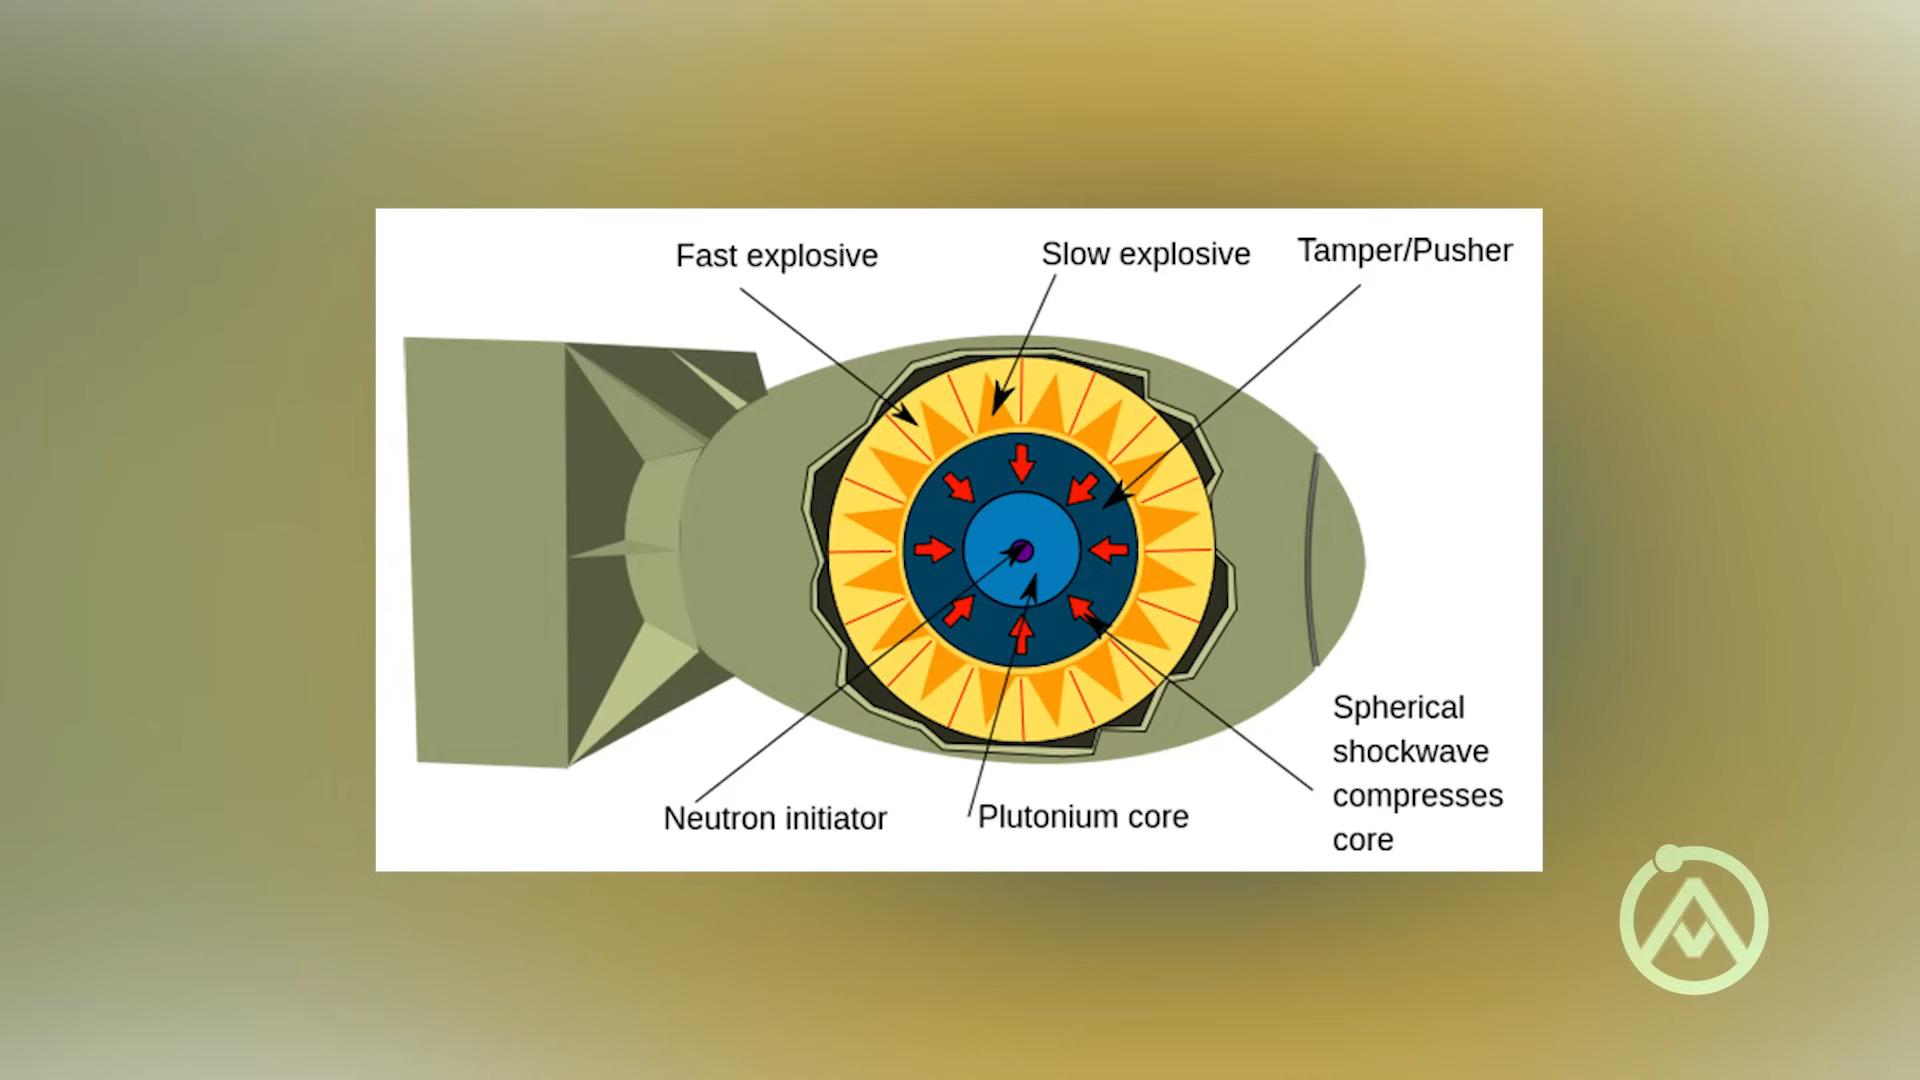 Fast explosive
Slow explosive
Tamper/Pusher
Neutron initiator
Plutonium core
Spherical
shockwave
compresses
core